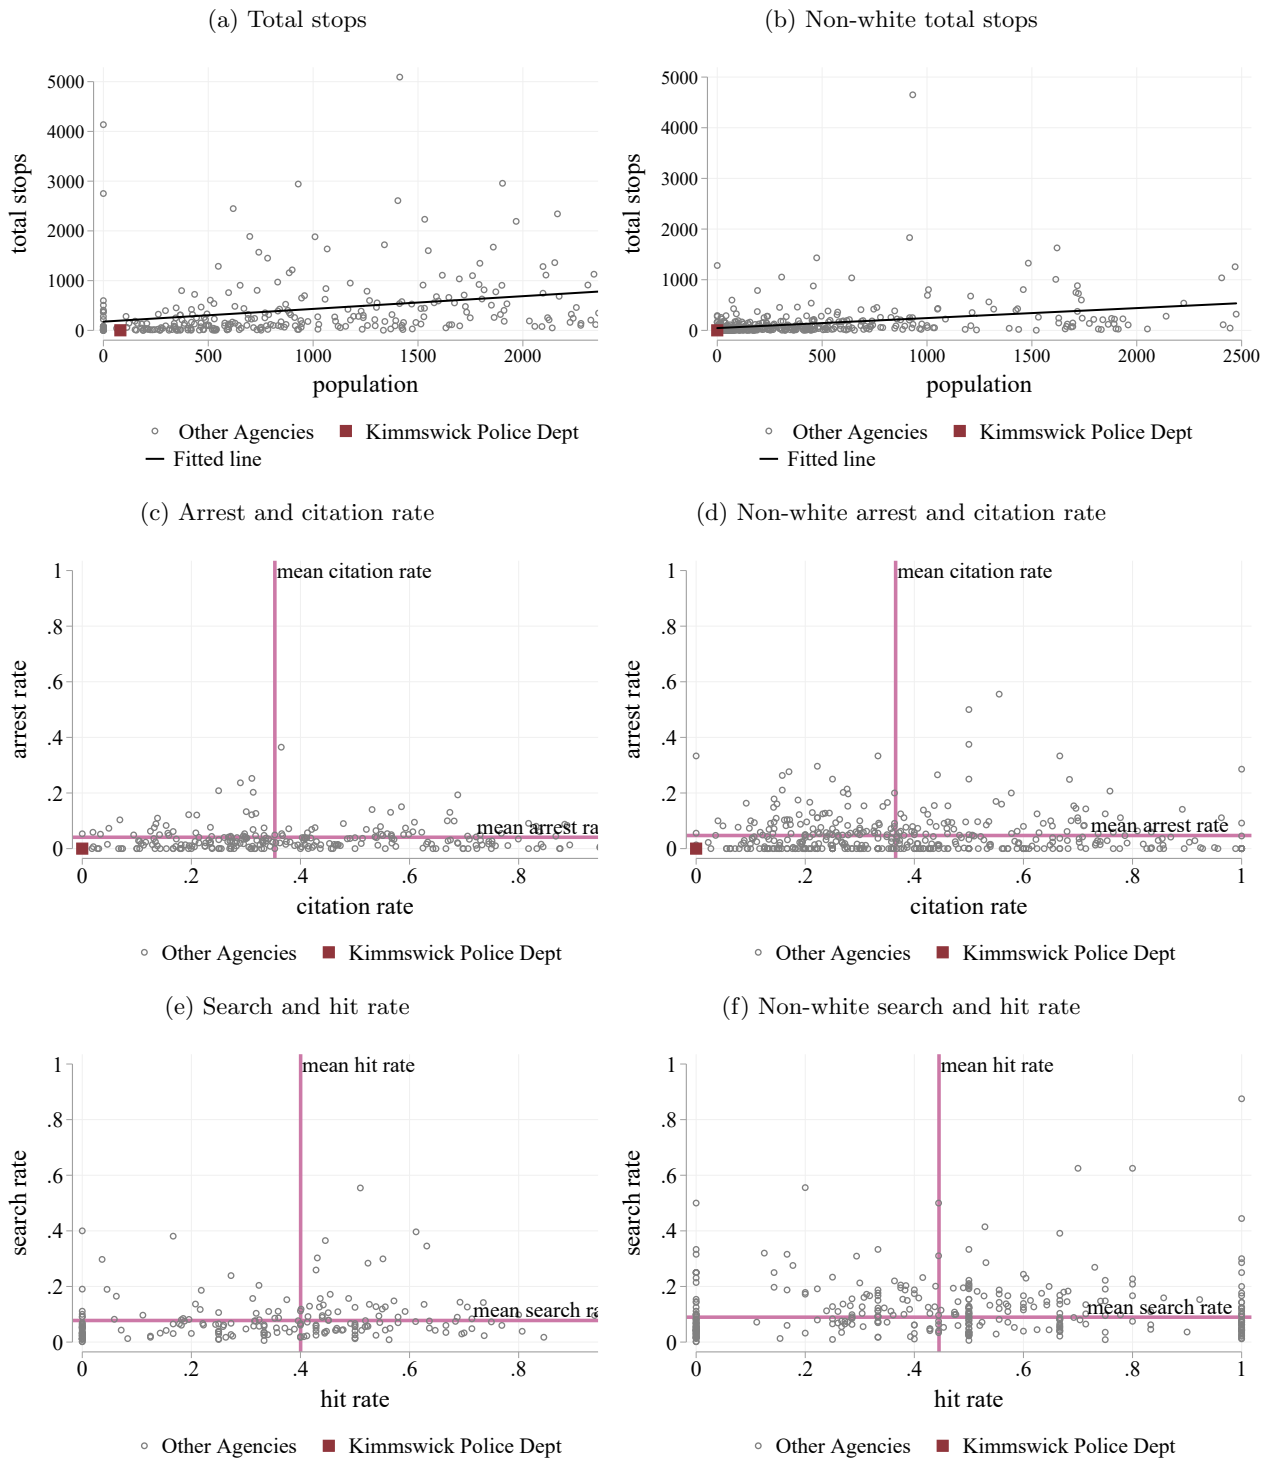 (a) Total stops
(b) Non-white total stops
total stops
5000
4000
3000
2000
1000
0
0 500 1000 1500 2000
population
Other Agencies Kimmswick Police Dept
Fitted line
total stops
5000
4000
3000
2000
1000
0
0 500 1000 1500 2000 2500
population
Other Agencies Kimmswick Police Dept
Fitted line
(c) Arrest and citation rate
(d) Non-white arrest and citation rate
arrest rate
1
.8
.6
.4
.2
0
mean citation rate
mean arrest ra
0 .2 .4 .6 .8
citation rate
Other Agencies Kimmswick Police Dept
arrest rate
1
.8
.6
.4
.2
0
mean citation rate
mean arrest rate
0 .2 .4 .6 .8 1
citation rate
Other Agencies Kimmswick Police Dept
(e) Search and hit rate
(f) Non-white search and hit rate
search rate
1
.8
.6
.4
.2
0
mean hit rate
mean search ra
0 .2 .4 .6 .8
hit rate
Other Agencies Kimmswick Police Dept
search rate
1
.8
.6
.4
.2
0
mean hit rate
mean search rate
0 .2 .4 .6 .8 1
hit rate
Other Agencies Kimmswick Police Dept